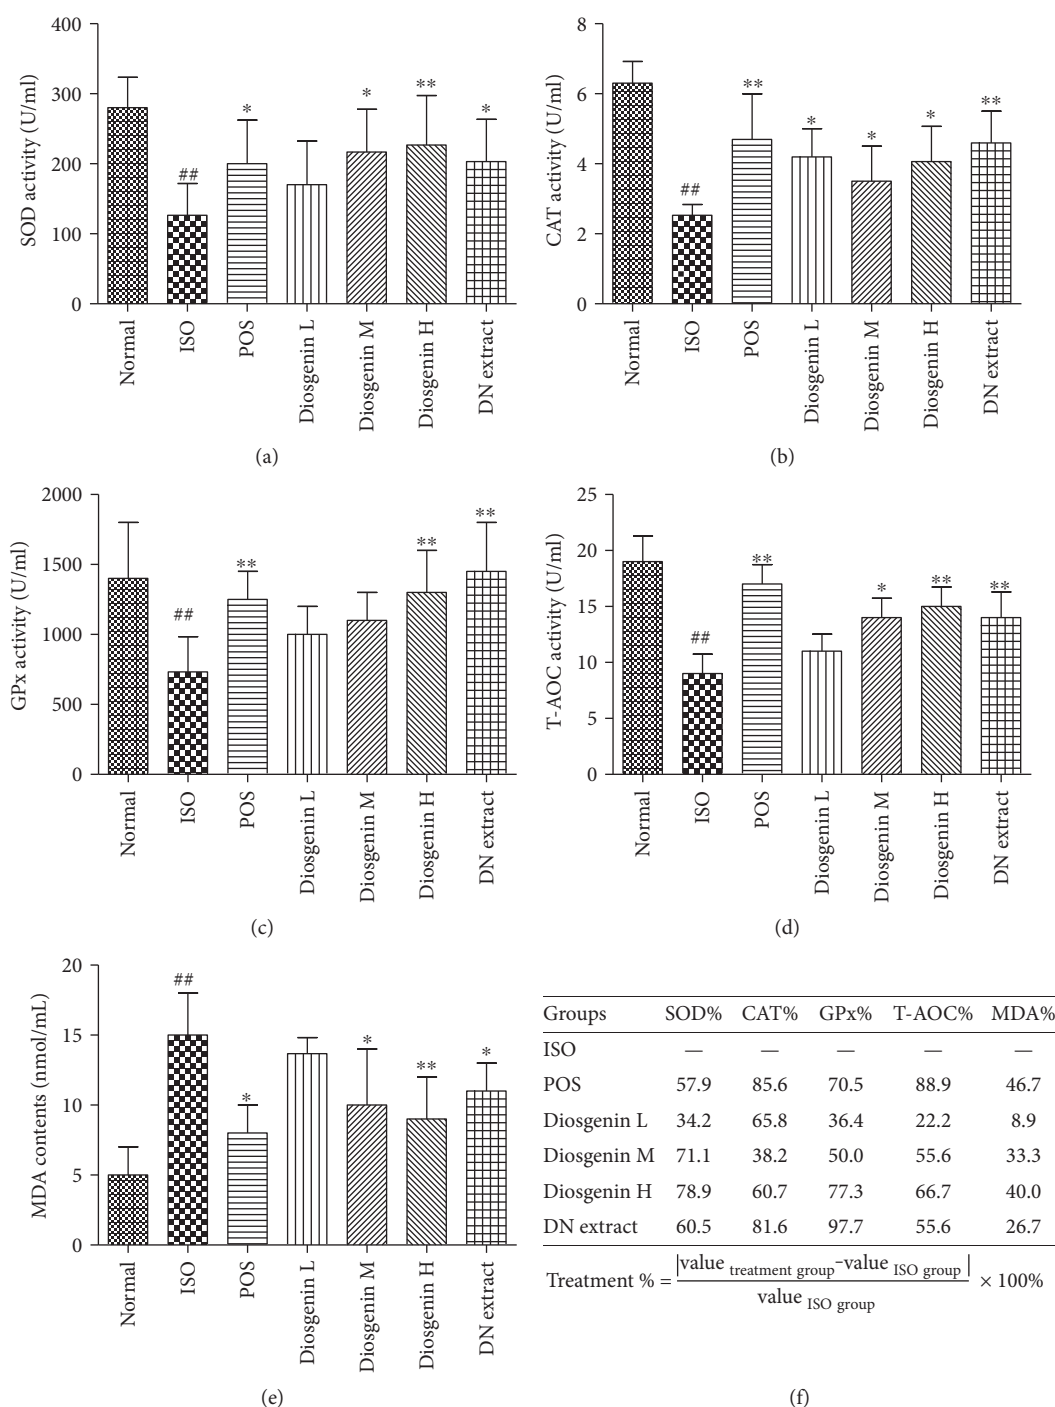 400
300
200
100
0
SOD activity (U/ml)
##
*
*
**
*
Normal
ISO
POS
Diosgenin L
Diosgenin M
Diosgenin H
DN extract
(a)
8
6
4
2
0
CAT activity (U/ml)
##
**
*
*
*
**
Normal
ISO
POS
Diosgenin L
Diosgenin M
Diosgenin H
DN extract
(b)
2000
1500
1000
500
0
GPx activity (U/ml)
##
**
**
**
Normal
ISO
POS
Diosgenin L
Diosgenin M
Diosgenin H
DN extract
(c)
25
20
15
10
5
0
T-AOC activity (U/ml)
##
**
*
**
**
Normal
ISO
POS
Diosgenin L
Diosgenin M
Diosgenin H
DN extract
(d)
20
15
10
5
0
MDA contents (nmol/mL)
##
*
*
**
*
Normal
ISO
POS
Diosgenin L
Diosgenin M
Diosgenin H
DN extract
(e)
Groups SOD% CAT% GPx% T-AOC% MDA%
ISO — — — — —
POS 57.9 85.6 70.5 88.9 46.7
Diosgenin L 34.2 65.8 36.4 22.2 8.9
Diosgenin M 71.1 38.2 50.0 55.6 33.3
Diosgenin H 78.9 60.7 77.3 66.7 40.0
DN extract 60.5 81.6 97.7 55.6 26.7
|value treatment group-value ISO group |
Treatment % = × 100%
value ISO group
(f)